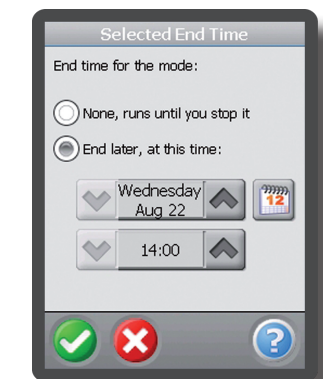 Selected End Time
End time for the mode:
None, runs until you stop it
End later, at this time:
Wednesday
Aug 22
12
14:00
?